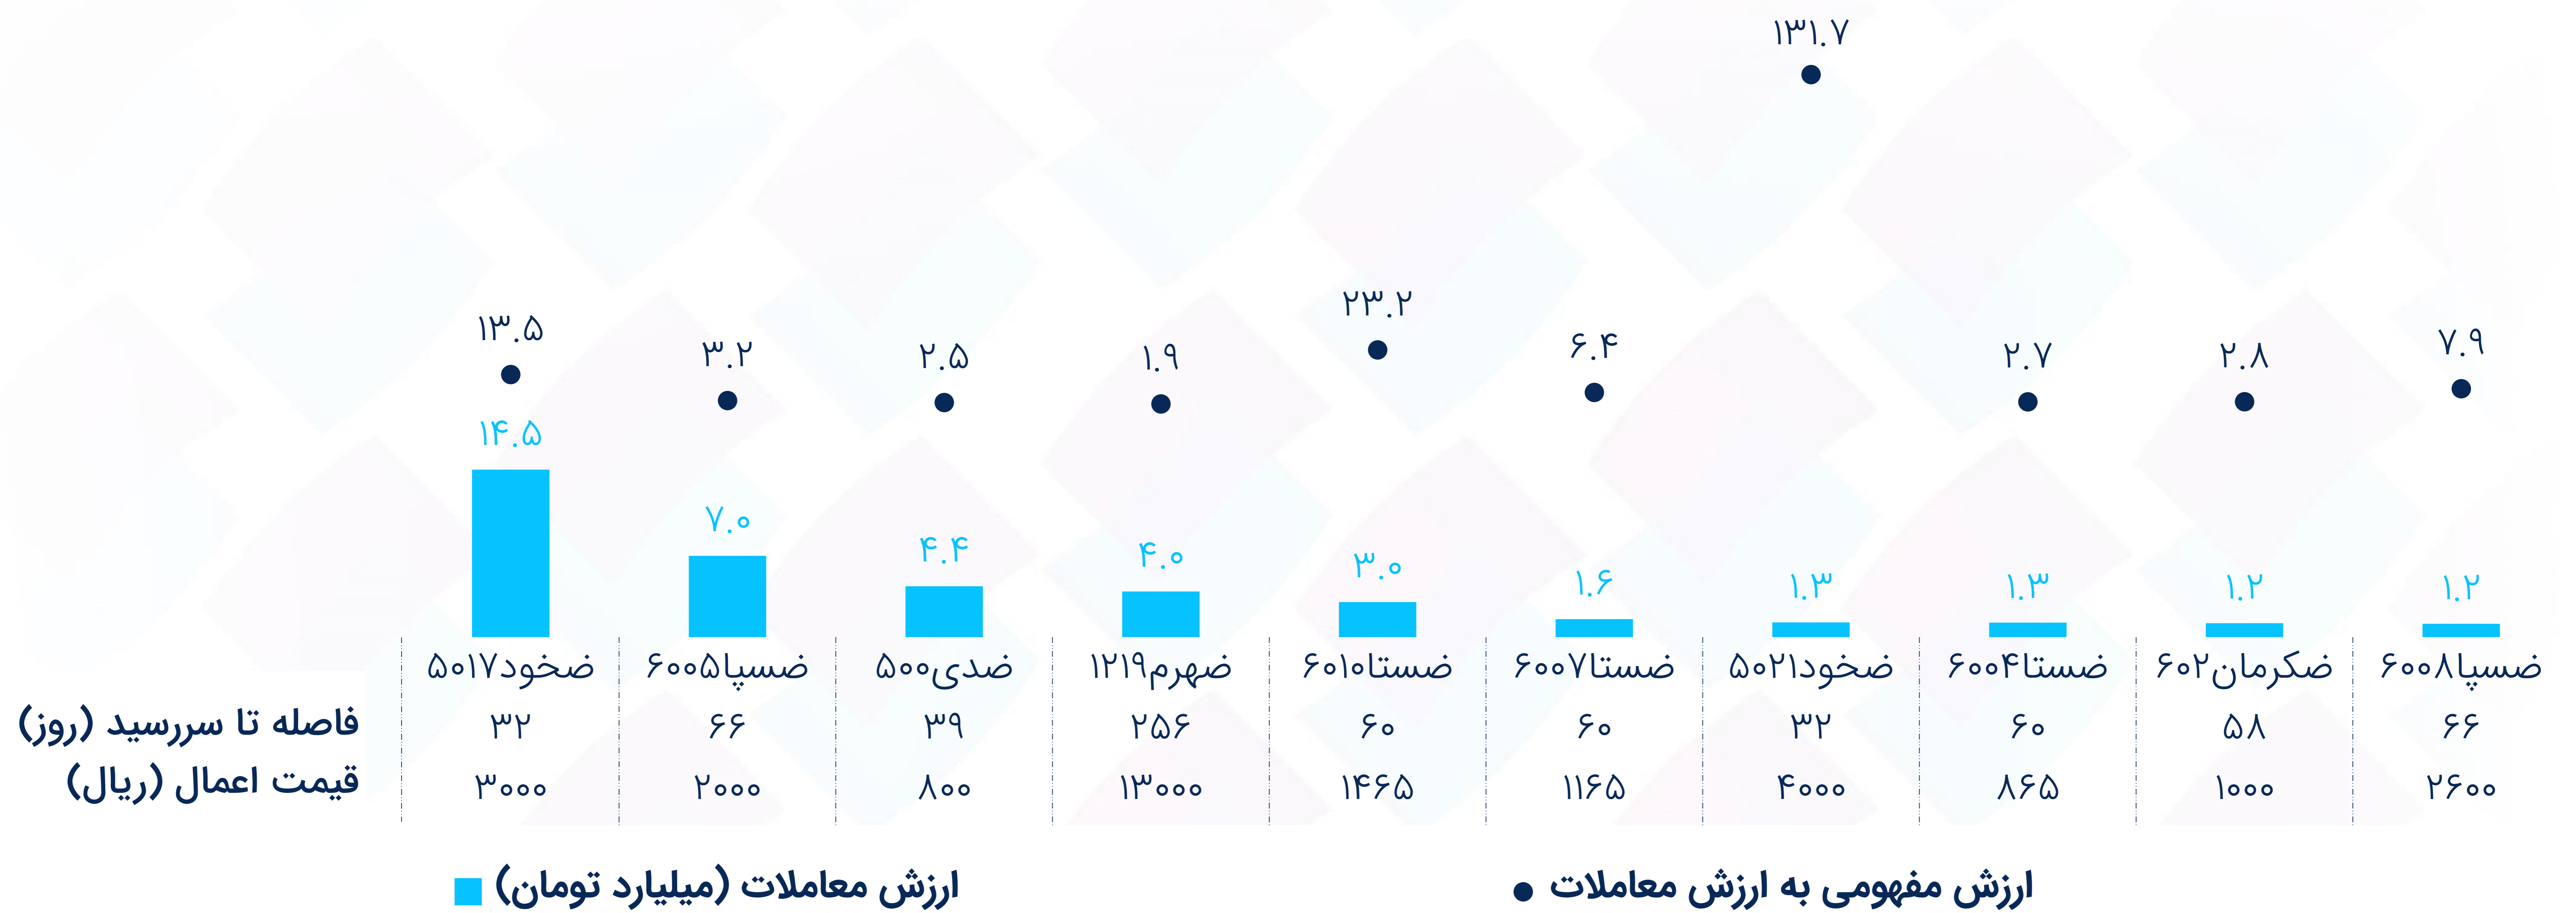 ۱۳۱.۷
۱۳.۵ ۳.۲ ۲.۵ ۱.۹ ۲۳.۲ ۶.۴ ۲.۷ ۲.۸ ۷.۹
۱۴.۵ ۷.۰ ۴.۴ ۴.۰ ۳.۰ ۱.۶ ۱.۳ ۱.۳ ۱.۲ ۱.۲
ضخود۵۰۱۷ ضسپا۶۰۰۵ ضدی۵۰۰ ضهرم۱۲۱۹ ضستا۶۰۱۰ ضستا۶۰۰۷ ضخود۵۰۲۱ ضستا۶۰۰۴ ضکرمان۶۰۲ ضسپا۶۰۰۸
فاصله تا سررسید (روز) ۳۲ ۶۶ ۳۹ ۲۵۶ ۶۰ ۶۰ ۳۲ ۶۰ ۵۸ ۶۶
قیمت اعمال (ریال) ۳۰۰۰ ۲۰۰۰ ۸۰۰ ۱۳۰۰۰ ۱۴۶۵ ۱۱۶۵ ۴۰۰۰ ۸۶۵ ۱۰۰۰ ۲۶۰۰
ارزش معاملات (میلیارد تومان)
ارزش مفهومی به ارزش معاملات